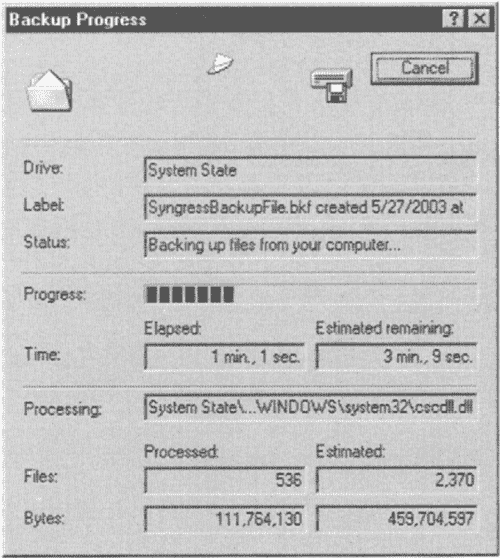 Backup Progress
Cancel
Drive: System State
Label: SyngressBackupFile.bkf created 5/27/2003 at
Status: Backing up files from your computer...
Progress:
Elapsed: Estimated remaining:
Time: 1 min., 1 sec. 3 min., 9 sec.
Processing: System State\...WINDOWS\system32\cscdll.dll
Processed: Estimated:
Files: 536 2,370
Bytes: 111,764,130 459,704,597